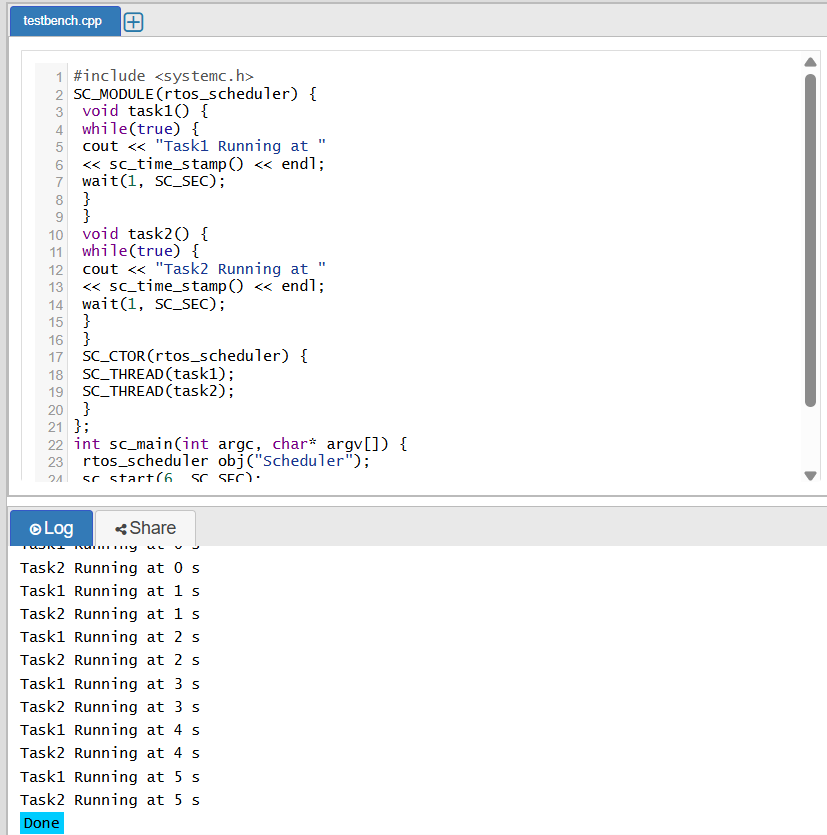 testbench.cpp
1 #include <systemc.h>
2 SC_MODULE(rtos_scheduler) {
3 void task1() {
4 while(true) {
5 cout << "Task1 Running at "
6 << sc_time_stamp() << endl;
7 wait(1, SC_SEC);
8 }
9 }
10 void task2() {
11 while(true) {
12 cout << "Task2 Running at "
13 << sc_time_stamp() << endl;
14 wait(1, SC_SEC);
15 }
16 }
17 SC_CTOR(rtos_scheduler) {
18 SC_THREAD(task1);
19 SC_THREAD(task2);
20 }
21 };
22 int sc_main(int argc, char* argv[]) {
23 rtos_scheduler obj("Scheduler");
24 sc_start(6, SC_SEC);
Log Share
Task1 Running at 0 s
Task2 Running at 0 s
Task1 Running at 1 s
Task2 Running at 1 s
Task1 Running at 2 s
Task2 Running at 2 s
Task1 Running at 3 s
Task2 Running at 3 s
Task1 Running at 4 s
Task2 Running at 4 s
Task1 Running at 5 s
Task2 Running at 5 s
Done